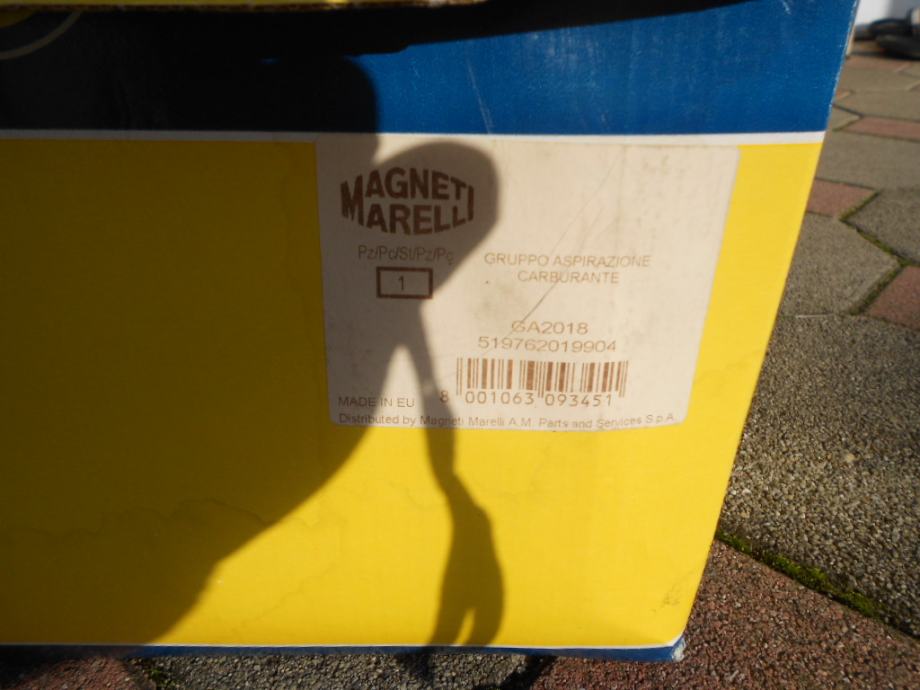 MAGNETI
MARELLI
Pz/Pc/St/Pz/Pç
1
GRUPPO ASPIRAZIONE
CARBURANTE
GA2018
519762019904
8 001063 093451
MADE IN EU
Distributed by Magneti Marelli A.M. Parts and Services S.p.A.